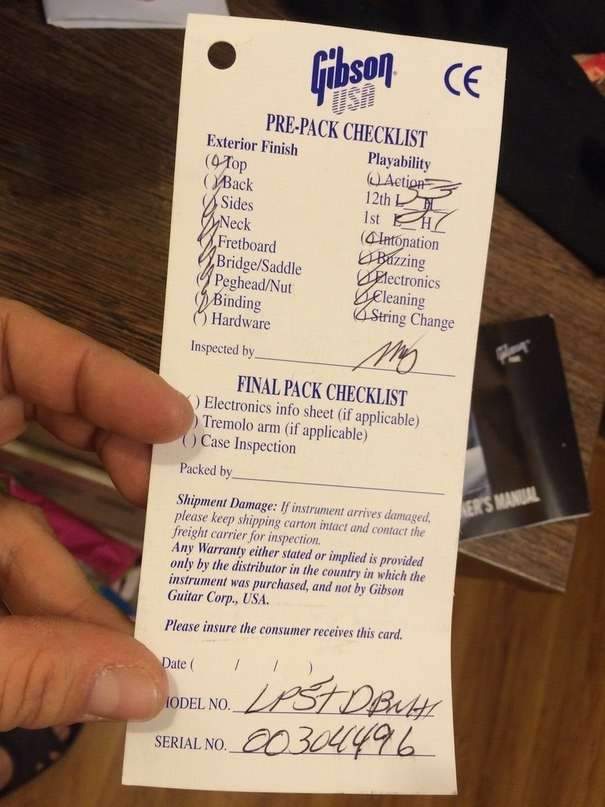 Gibson
USA
CE
PRE-PACK CHECKLIST
Exterior Finish
( ) Top
( ) Back
( ) Sides
( ) Neck
( ) Fretboard
( ) Bridge/Saddle
( ) Peghead/Nut
( ) Binding
( ) Hardware
Playability
( ) Action
12th L H
1st L H
( ) Intonation
( ) Buzzing
( ) Electronics
( ) Cleaning
( ) String Change
Inspected by
FINAL PACK CHECKLIST
( ) Electronics info sheet (if applicable)
) Tremolo arm (if applicable)
( ) Case Inspection
Packed by
Shipment Damage: If instrument arrives damaged,
please keep shipping carton intact and contact the
freight carrier for inspection.
Any Warranty either stated or implied is provided
only by the distributor in the country in which the
instrument was purchased, and not by Gibson
Guitar Corp., USA.
Please insure the consumer receives this card.
Date ( / / )
MODEL NO.
SERIAL NO. 00304496
Gibson
NER'S MANUAL